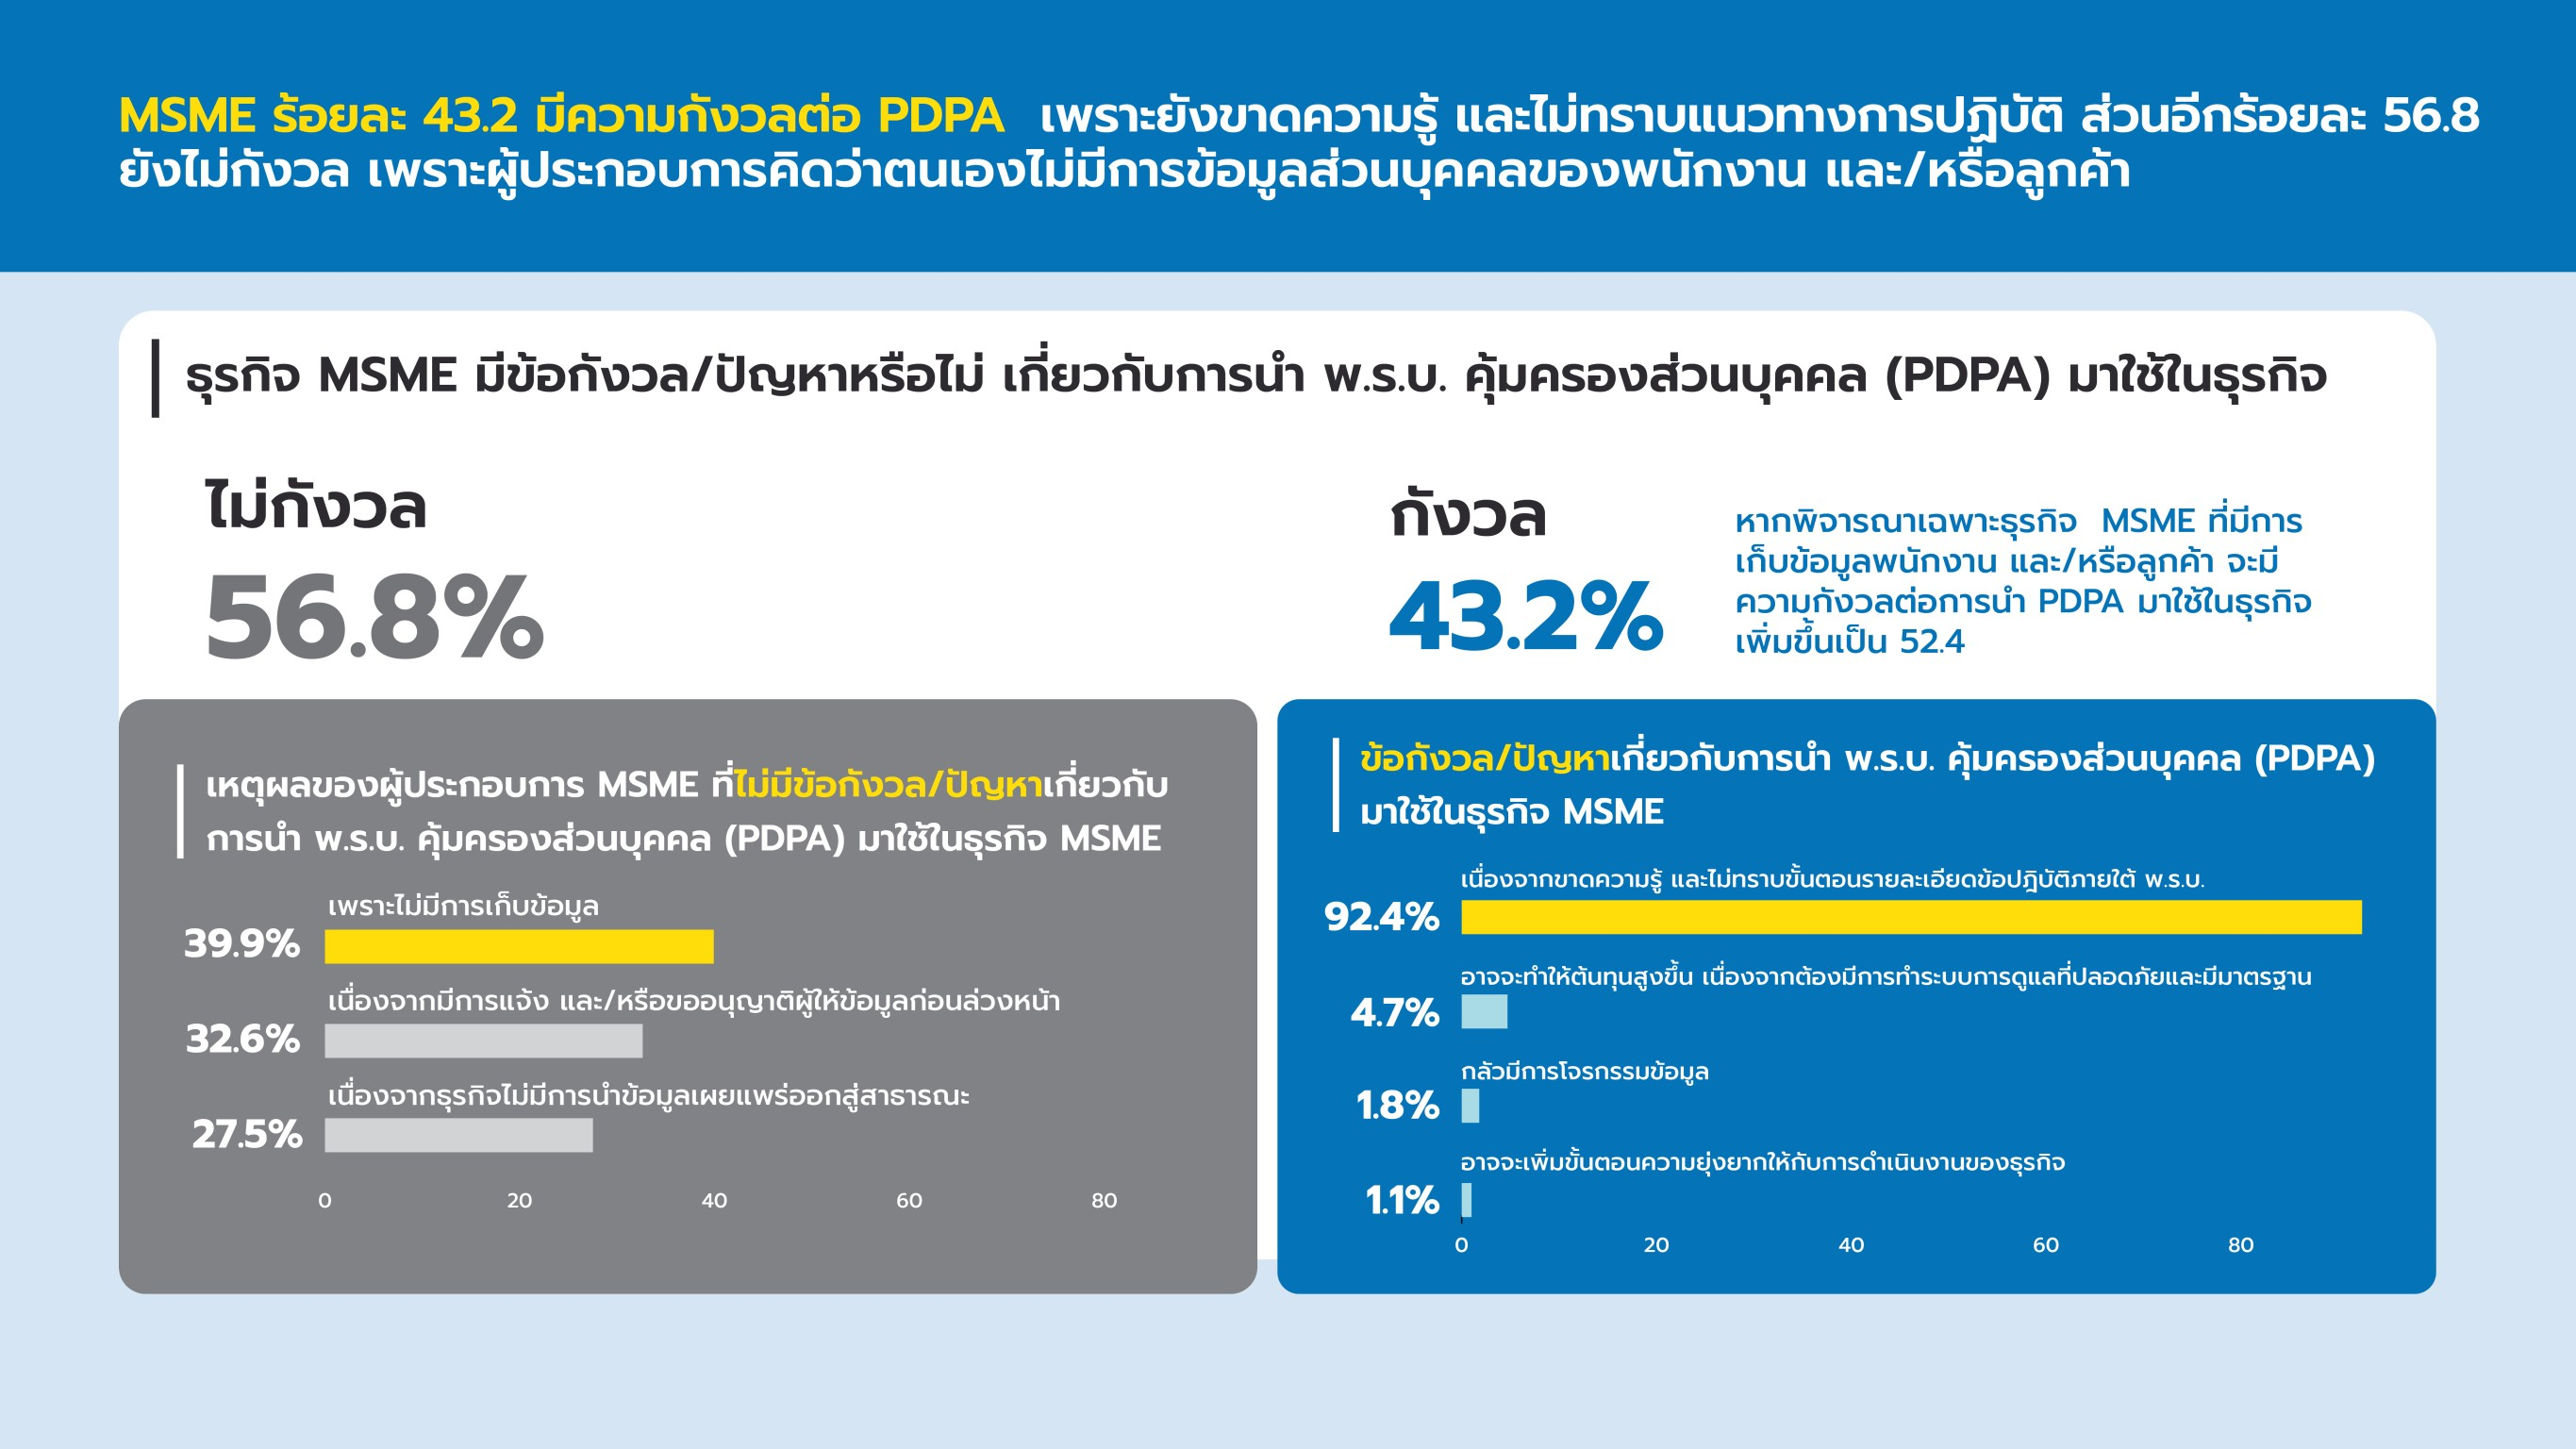 MSME ร้อยละ 43.2 มีความกังวลต่อ PDPA เพราะยังขาดความรู้ และไม่ทราบแนวทางการปฏิบัติ ส่วนอีกร้อยละ 56.8
ยังไม่กังวล เพราะผู้ประกอบการคิดว่าตนเองไม่มีการข้อมูลส่วนบุคคลของพนักงาน และ/หรือลูกค้า
ธุรกิจ MSME มีข้อกังวล/ปัญหาหรือไม่ เกี่ยวกับการนำ พ.ร.บ. คุ้มครองส่วนบุคคล (PDPA) มาใช้ในธุรกิจ
ไม่กังวล
56.8%
กังวล
43.2%
หากพิจารณาเฉพาะธุรกิจ MSME ที่มีการ
เก็บข้อมูลพนักงาน และ/หรือลูกค้า จะมี
ความกังวลต่อการนำ PDPA มาใช้ในธุรกิจ
เพิ่มขึ้นเป็น 52.4
เหตุผลของผู้ประกอบการ MSME ที่ไม่มีข้อกังวล/ปัญหาเกี่ยวกับ
การนำ พ.ร.บ. คุ้มครองส่วนบุคคล (PDPA) มาใช้ในธุรกิจ MSME
เพราะไม่มีการเก็บข้อมูล
39.9%
เนื่องจากมีการแจ้ง และ/หรือขออนุญาติผู้ให้ข้อมูลก่อนล่วงหน้า
32.6%
เนื่องจากธุรกิจไม่มีการนำข้อมูลเผยแพร่ออกสู่สาธารณะ
27.5%
0 20 40 60 80
ข้อกังวล/ปัญหาเกี่ยวกับการนำ พ.ร.บ. คุ้มครองส่วนบุคคล (PDPA)
มาใช้ในธุรกิจ MSME
เนื่องจากขาดความรู้ และไม่ทราบขั้นตอนรายละเอียดข้อปฎิบัติภายใต้ พ.ร.บ.
92.4%
อาจจะทำให้ต้นทุนสูงขึ้น เนื่องจากต้องมีการทำระบบการดูแลที่ปลอดภัยและมีมาตรฐาน
4.7%
กลัวมีการโจรกรรมข้อมูล
1.8%
อาจจะเพิ่มขั้นตอนความยุ่งยากให้กับการดำเนินงานของธุรกิจ
1.1%
0 20 40 60 80